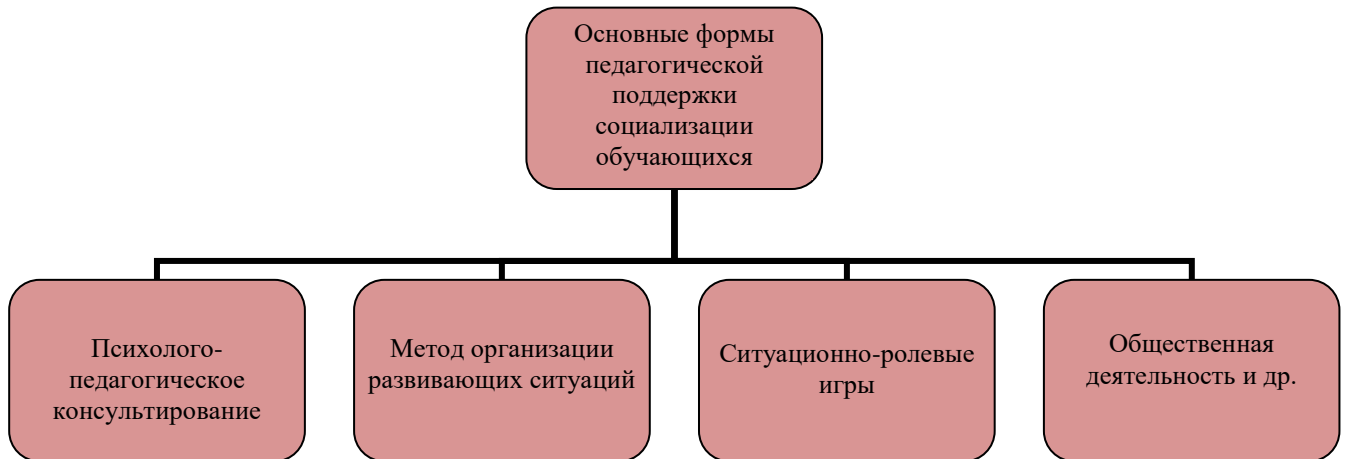 Основные формы
педагогической
поддержки
социализации
обучающихся
Психолого-
педагогическое
консультирование
Метод организации
развивающих ситуаций
Ситуационно-ролевые
игры
Общественная
деятельность и др.